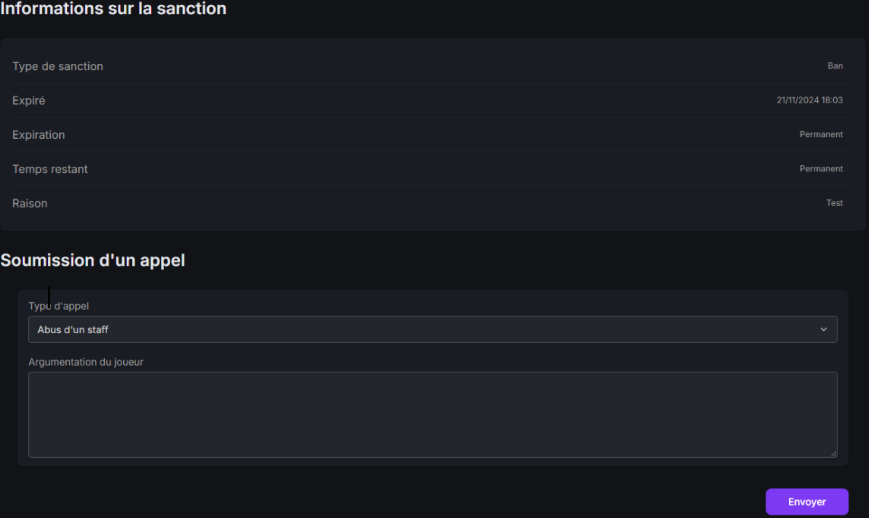 Informations sur la sanction
Type de sanction Ban
Expiré 21/11/2024 18:03
Expiration Permanent
Temps restant Permanent
Raison Test
Soumission d'un appel
Type d'appel
Abus d'un staff
Argumentation du joueur
Envoyer